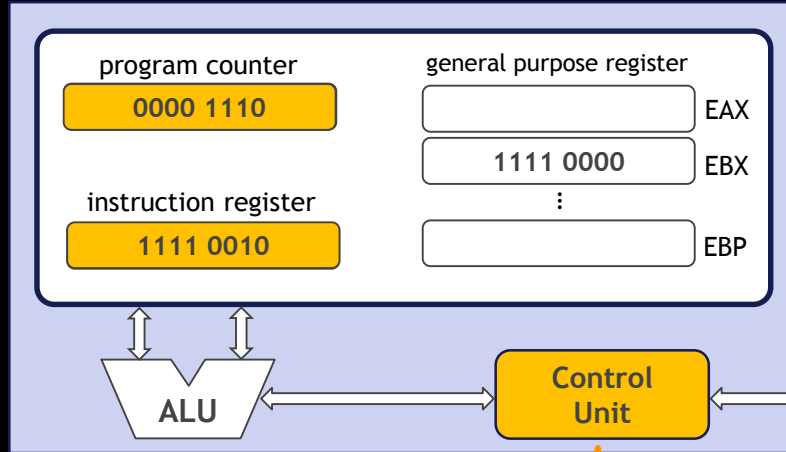 program counter
0000 1110
instruction register
1111 0010
general purpose register
EAX
1111 0000
EBX
...
EBP
ALU
Control
Unit